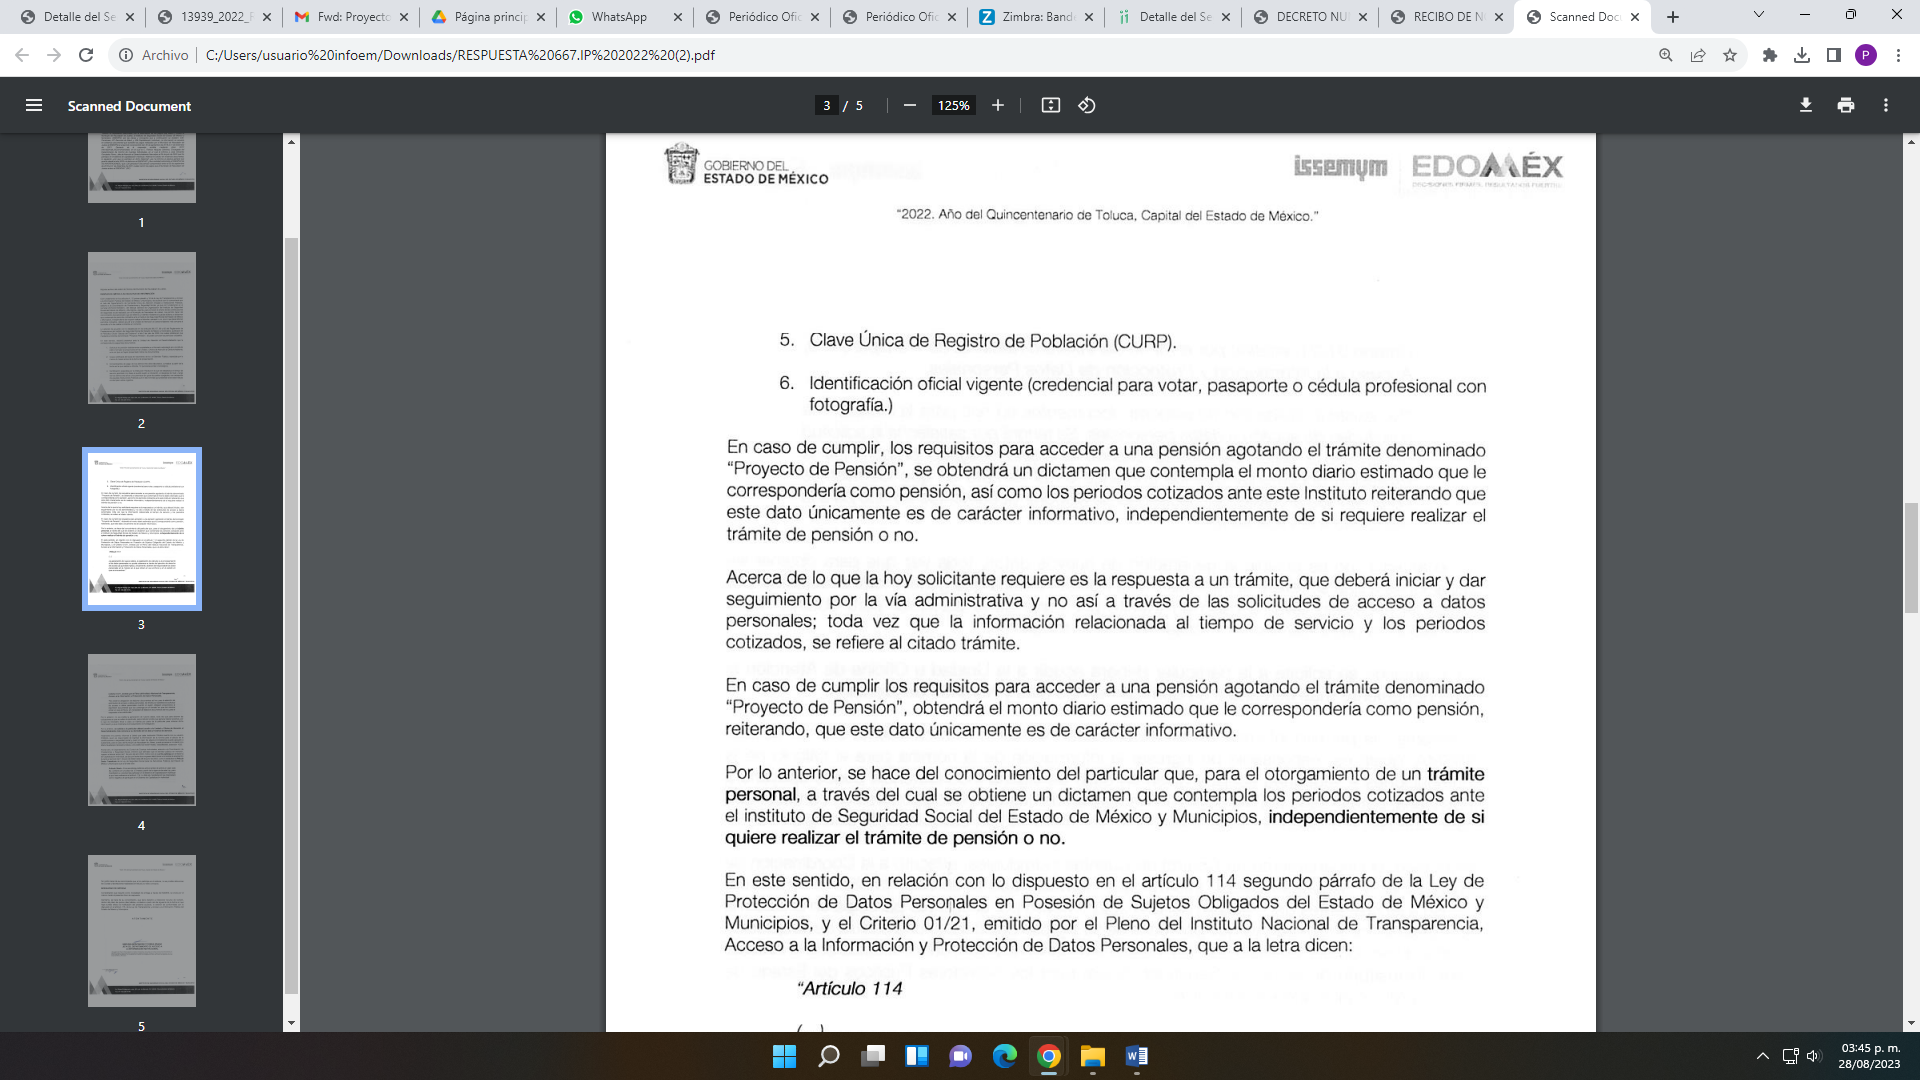 Detalle del Se
13939_2022_F
Fwd: Proyecto
Página princip
WhatsApp
Periódico Ofic
Periódico Ofic
Zimbra: Band
Detalle del Se
DECRETO NU
RECIBO DE N
Scanned Doc
Archivo C:/Users/usuario%20infoem/Downloads/RESPUESTA%20667.IP%202022%20(2).pdf
P
Scanned Document
3 / 5
125%
1
2
3
4
5
GOBIERNO DEL
ESTADO DE MÉXICO
issemym
EDOMÉX
DECISIONES FIRMES, RESULTADOS FUERTES.
“2022. Año del Quincentenario de Toluca, Capital del Estado de México.”
5. Clave Única de Registro de Población (CURP).
6. Identificación oficial vigente (credencial para votar, pasaporte o cédula profesional con
fotografía.)
En caso de cumplir, los requisitos para acceder a una pensión agotando el trámite denominado
“Proyecto de Pensión”, se obtendrá un dictamen que contempla el monto diario estimado que le
correspondería como pensión, así como los periodos cotizados ante este Instituto reiterando que
este dato únicamente es de carácter informativo, independientemente de si requiere realizar el
trámite de pensión o no.
Acerca de lo que la hoy solicitante requiere es la respuesta a un trámite, que deberá iniciar y dar
seguimiento por la vía administrativa y no así a través de las solicitudes de acceso a datos
personales; toda vez que la información relacionada al tiempo de servicio y los periodos
cotizados, se refiere al citado trámite.
En caso de cumplir los requisitos para acceder a una pensión agotando el trámite denominado
“Proyecto de Pensión”, obtendrá el monto diario estimado que le correspondería como pensión,
reiterando, que este dato únicamente es de carácter informativo.
Por lo anterior, se hace del conocimiento del particular que, para el otorgamiento de un trámite
personal, a través del cual se obtiene un dictamen que contempla los periodos cotizados ante
el instituto de Seguridad Social del Estado de México y Municipios, independientemente de si
quiere realizar el trámite de pensión o no.
En este sentido, en relación con lo dispuesto en el artículo 114 segundo párrafo de la Ley de
Protección de Datos Personales en Posesión de Sujetos Obligados del Estado de México y
Municipios, y el Criterio 01/21, emitido por el Pleno del Instituto Nacional de Transparencia,
Acceso a la Información y Protección de Datos Personales, que a la letra dicen:
“Artículo 114
03:45 p. m.
28/08/2023